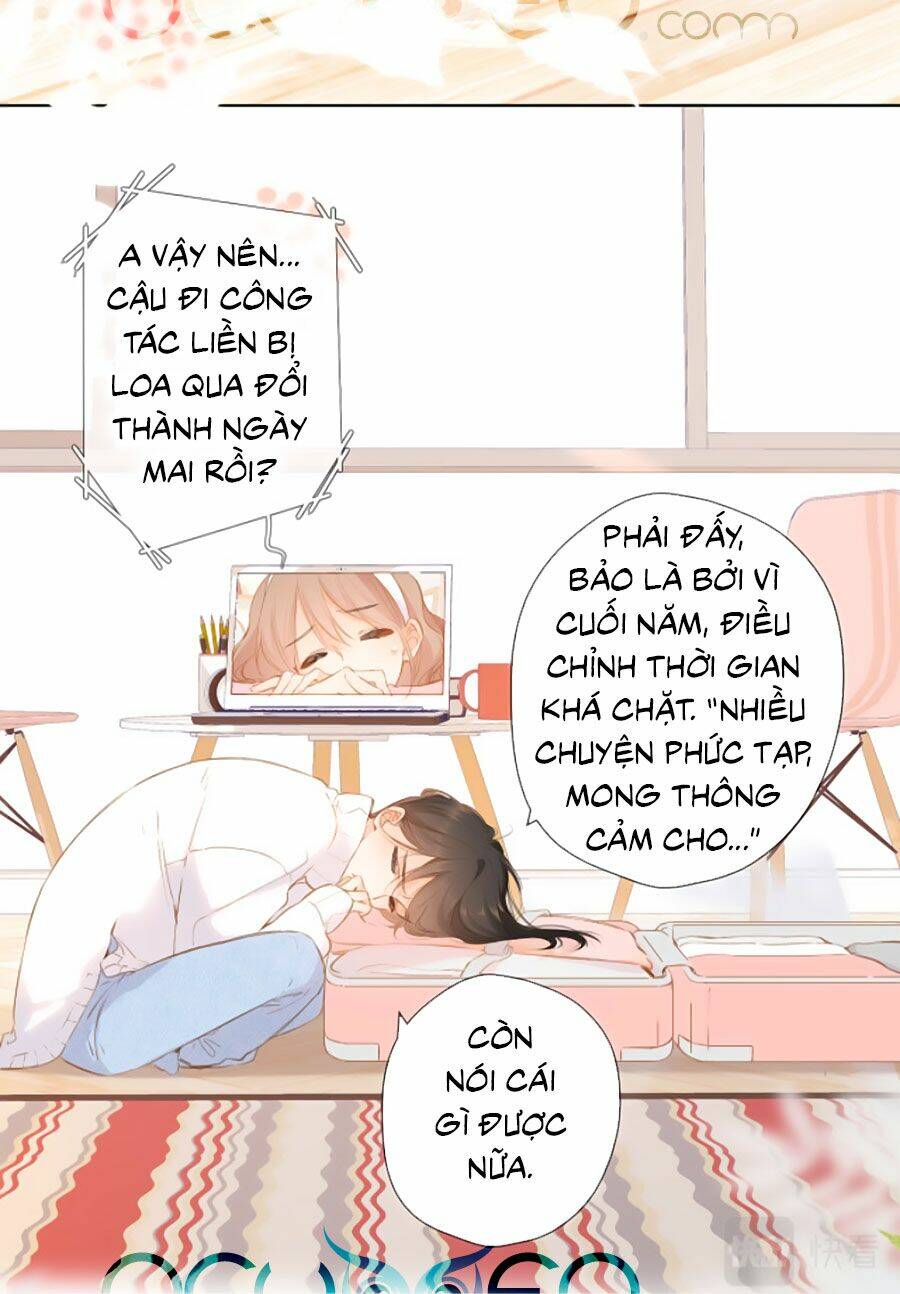 .com
A VẬY NÊN...
CẬU ĐI CÔNG
TÁC LIỀN BỊ
LOA QUA ĐỔI
THÀNH NGÀY
MAI RỒI?
PHẢI ĐẤY,
BẢO LÀ BỞI VÌ
CUỐI NĂM, ĐIỀU
CHỈNH THỜI GIAN
KHÁ CHẶT. "NHIỀU
CHUYỆN PHỨC TẠP,
MONG THÔNG
CẢM CHO..."
CÒN
NÓI CÁI
GÌ ĐƯỢC
NỮA.
快看